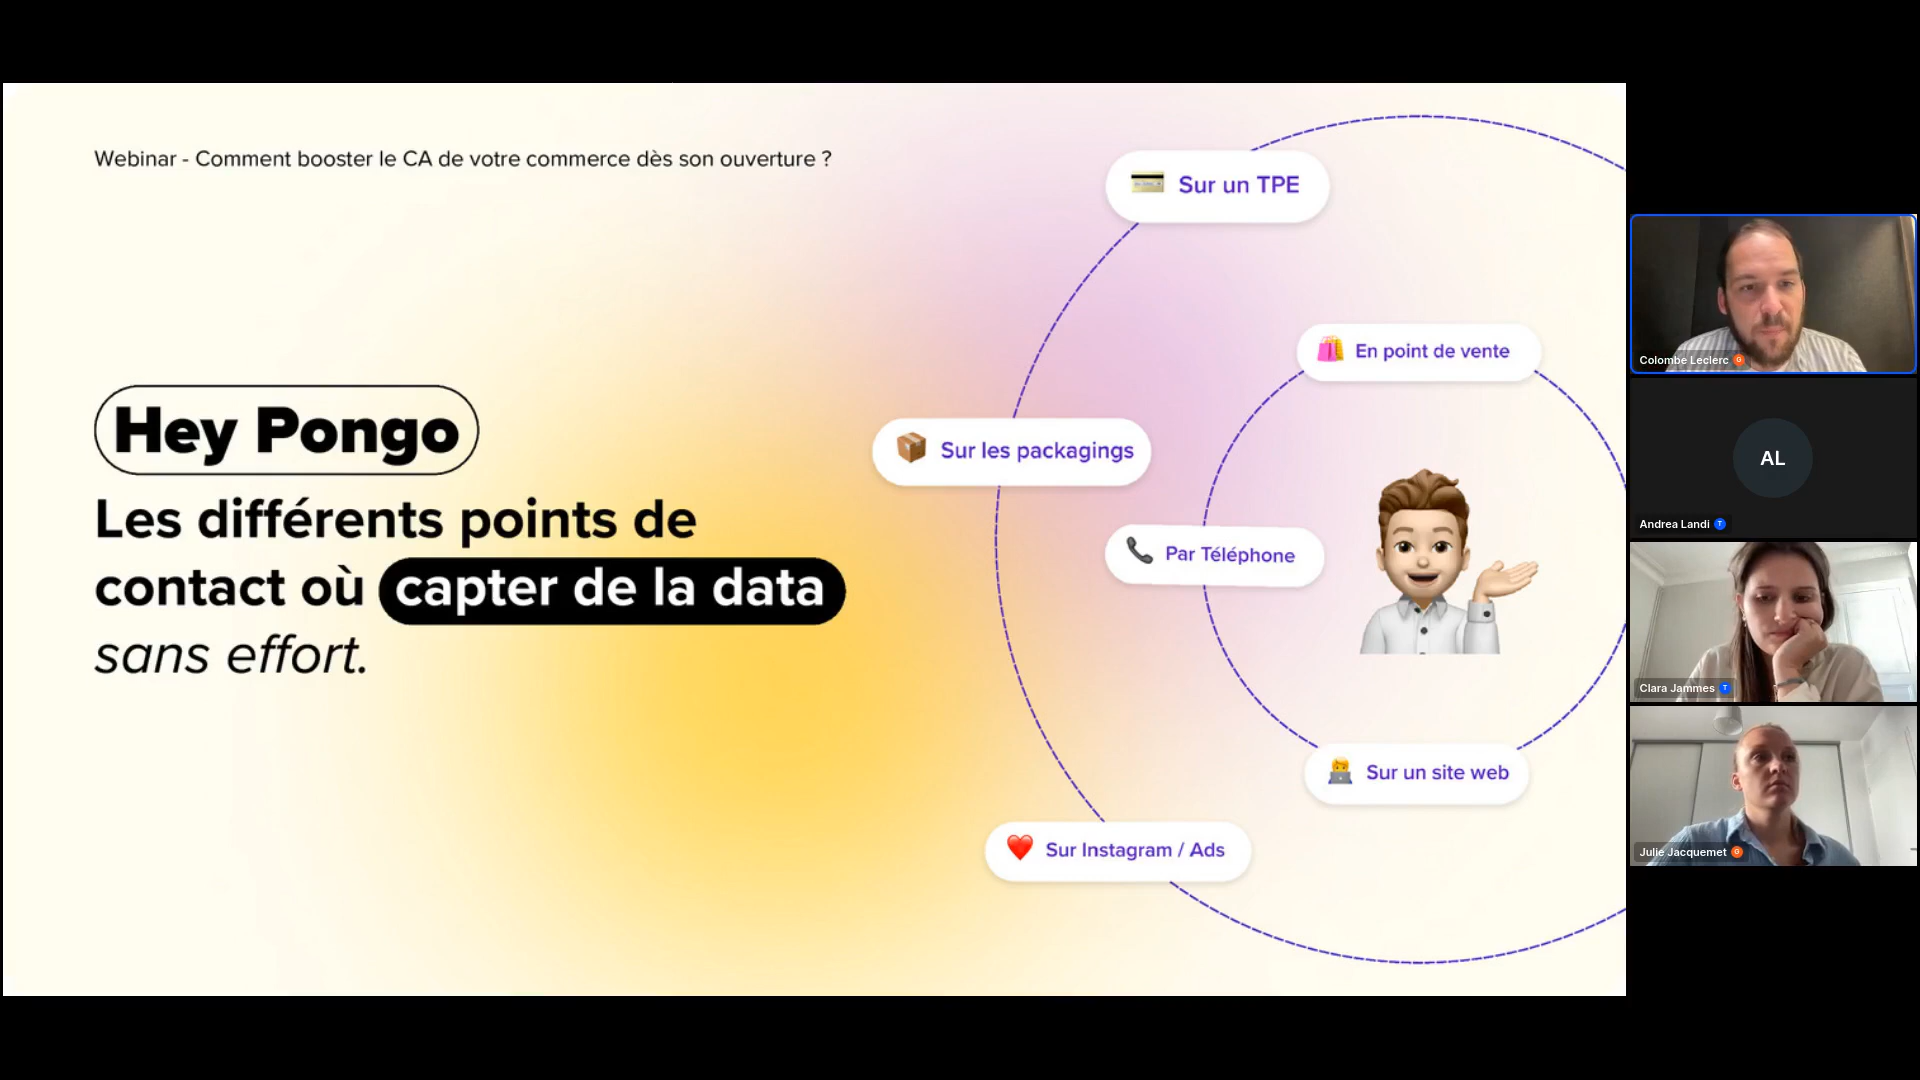 Webinar - Comment booster le CA de votre commerce dès son ouverture ?
Hey Pongo
Les différents points de
contact où capter de la data
sans effort.
Sur un TPE
En point de vente
Sur les packagings
Par Téléphone
Sur un site web
Sur Instagram / Ads
Colombe Leclerc G
AL
Andrea Landi T
Clara Jammes T
Julie Jacquemet G